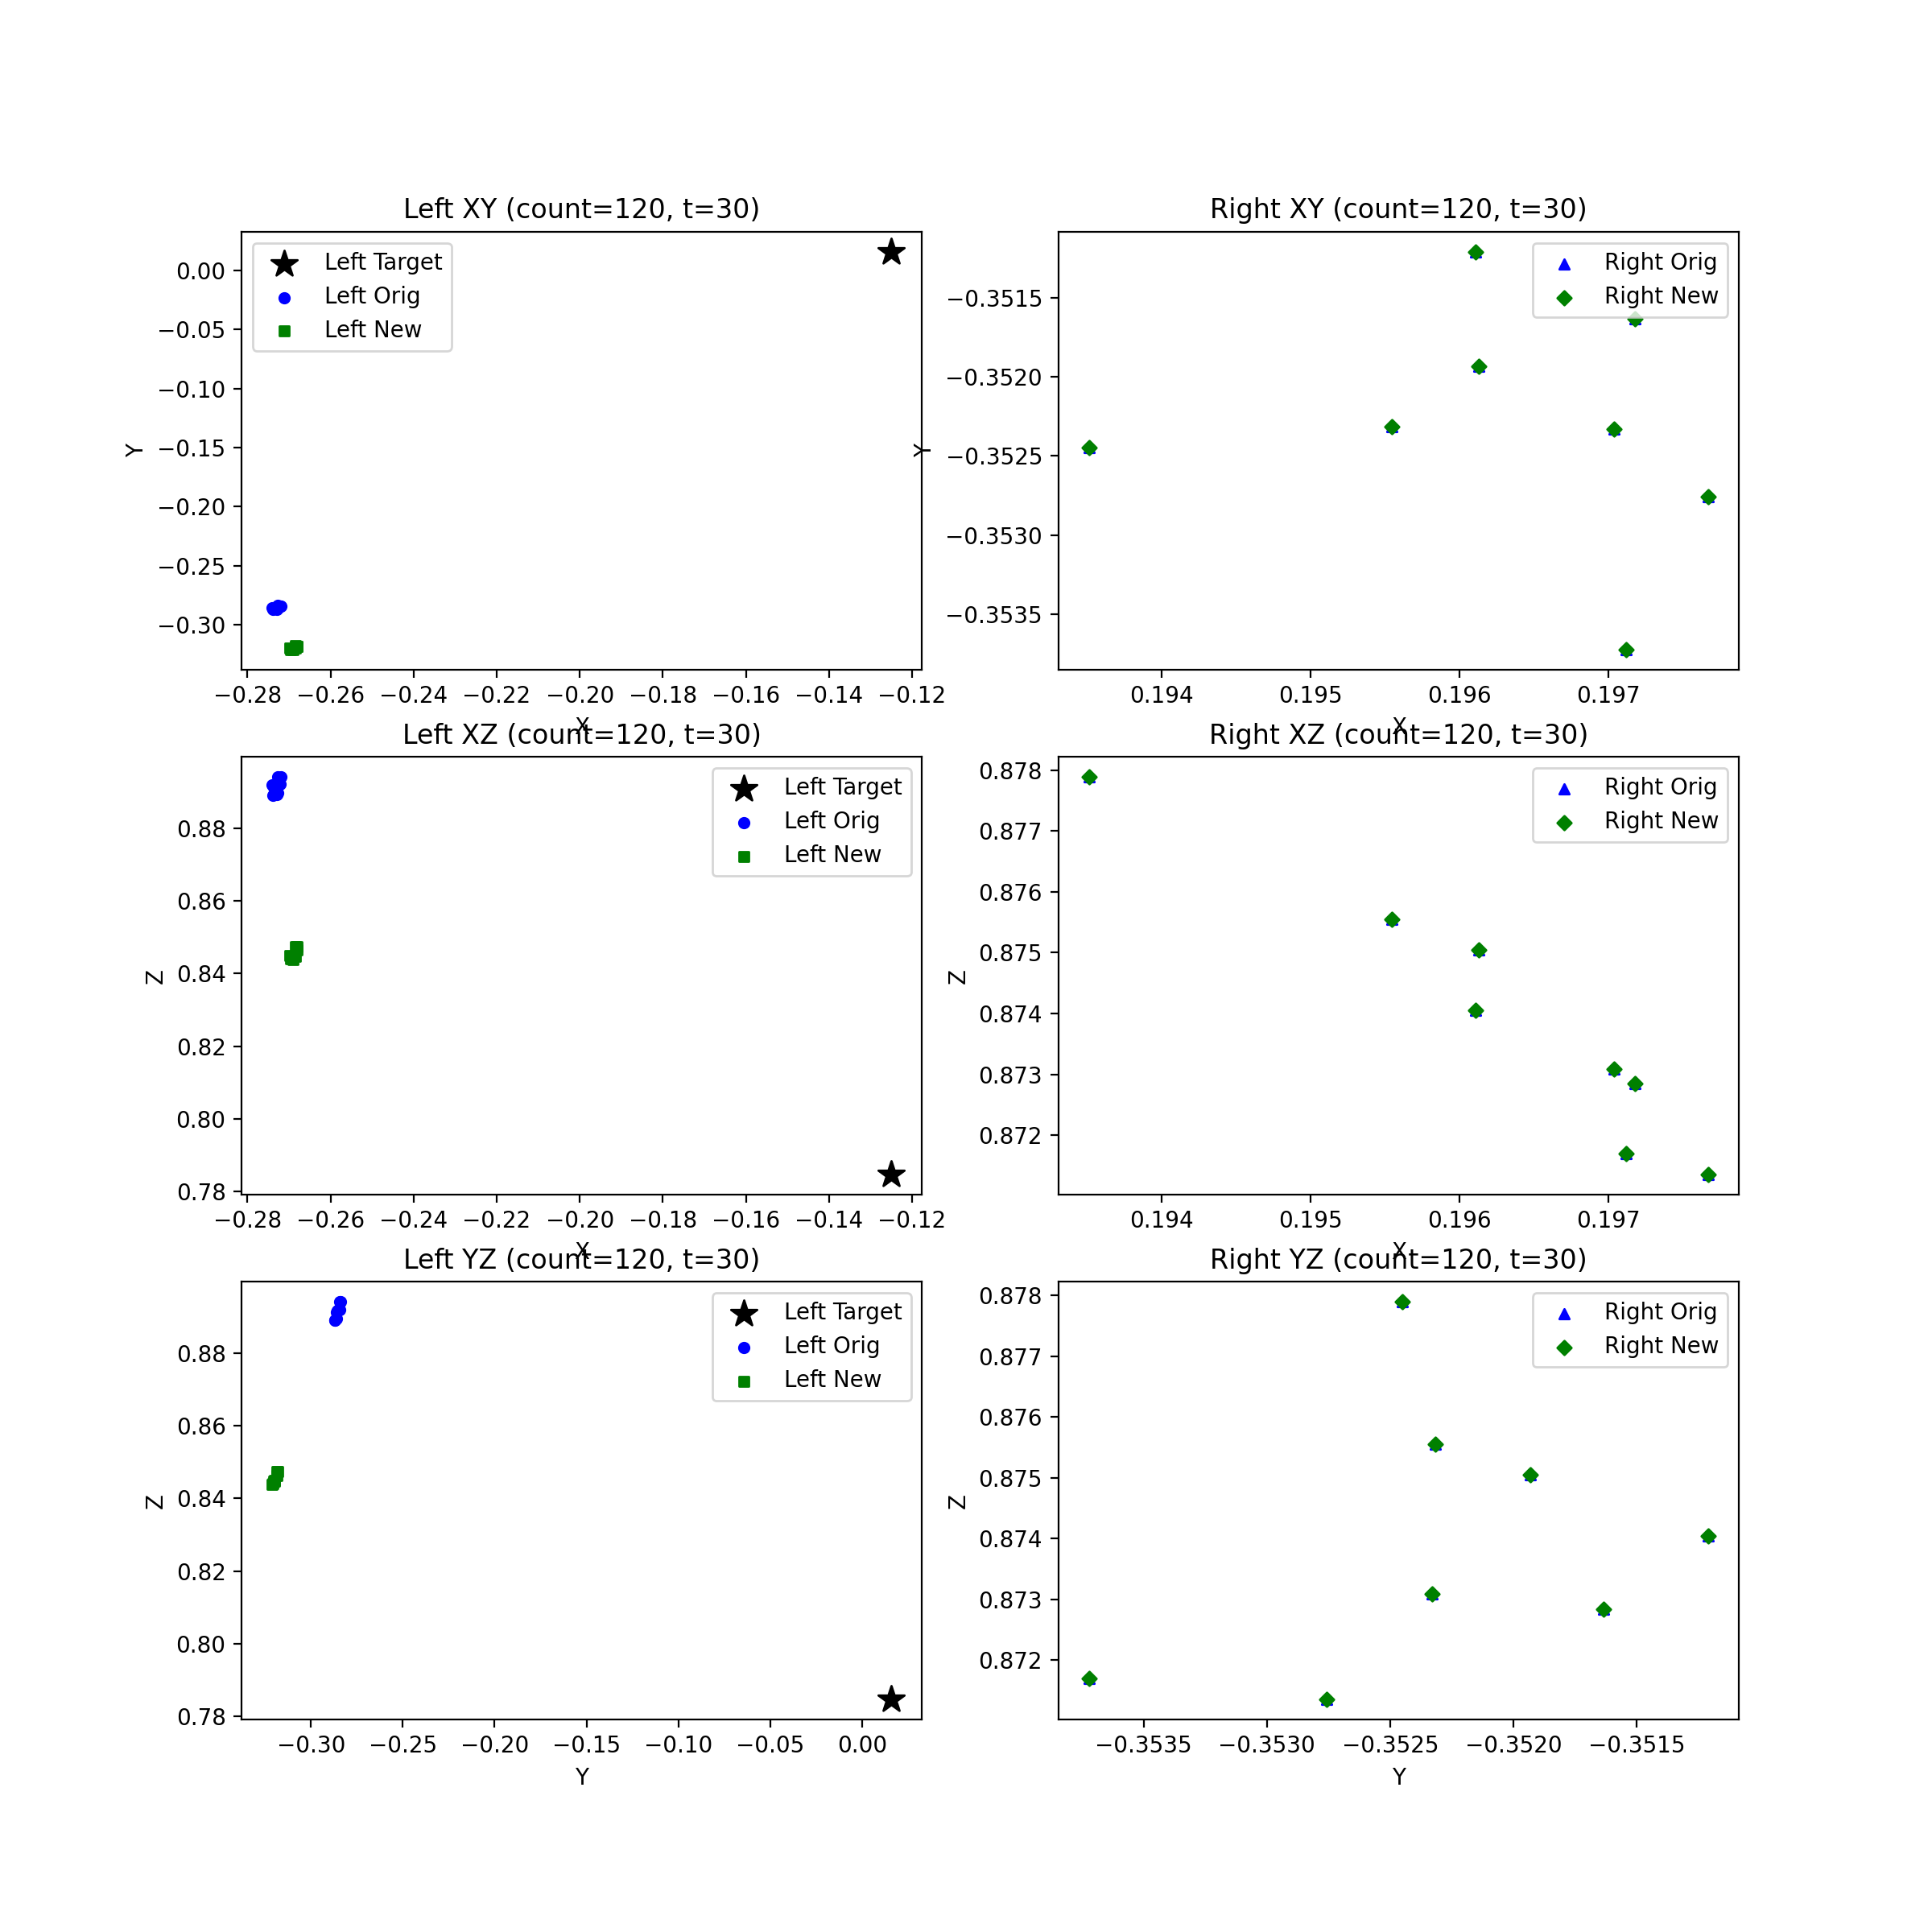 Left XY (count=120, t=30)
Left Target
Left Orig
Left New
0.00
−0.05
−0.10
−0.15
−0.20
−0.25
−0.30
Y
−0.28 −0.26 −0.24 −0.22 −0.20 −0.18 −0.16 −0.14 −0.12
X
Right XY (count=120, t=30)
Right Orig
Right New
−0.3515
−0.3520
−0.3525
−0.3530
−0.3535
Y
0.194 0.195 0.196 0.197
X
Left XZ (count=120, t=30)
Left Target
Left Orig
Left New
0.88
0.86
0.84
0.82
0.80
0.78
Z
−0.28 −0.26 −0.24 −0.22 −0.20 −0.18 −0.16 −0.14 −0.12
X
Right XZ (count=120, t=30)
Right Orig
Right New
0.878
0.877
0.876
0.875
0.874
0.873
0.872
Z
0.194 0.195 0.196 0.197
X
Left YZ (count=120, t=30)
Left Target
Left Orig
Left New
0.88
0.86
0.84
0.82
0.80
0.78
Z
−0.30 −0.25 −0.20 −0.15 −0.10 −0.05 0.00
Y
Right YZ (count=120, t=30)
Right Orig
Right New
0.878
0.877
0.876
0.875
0.874
0.873
0.872
Z
−0.3535 −0.3530 −0.3525 −0.3520 −0.3515
Y